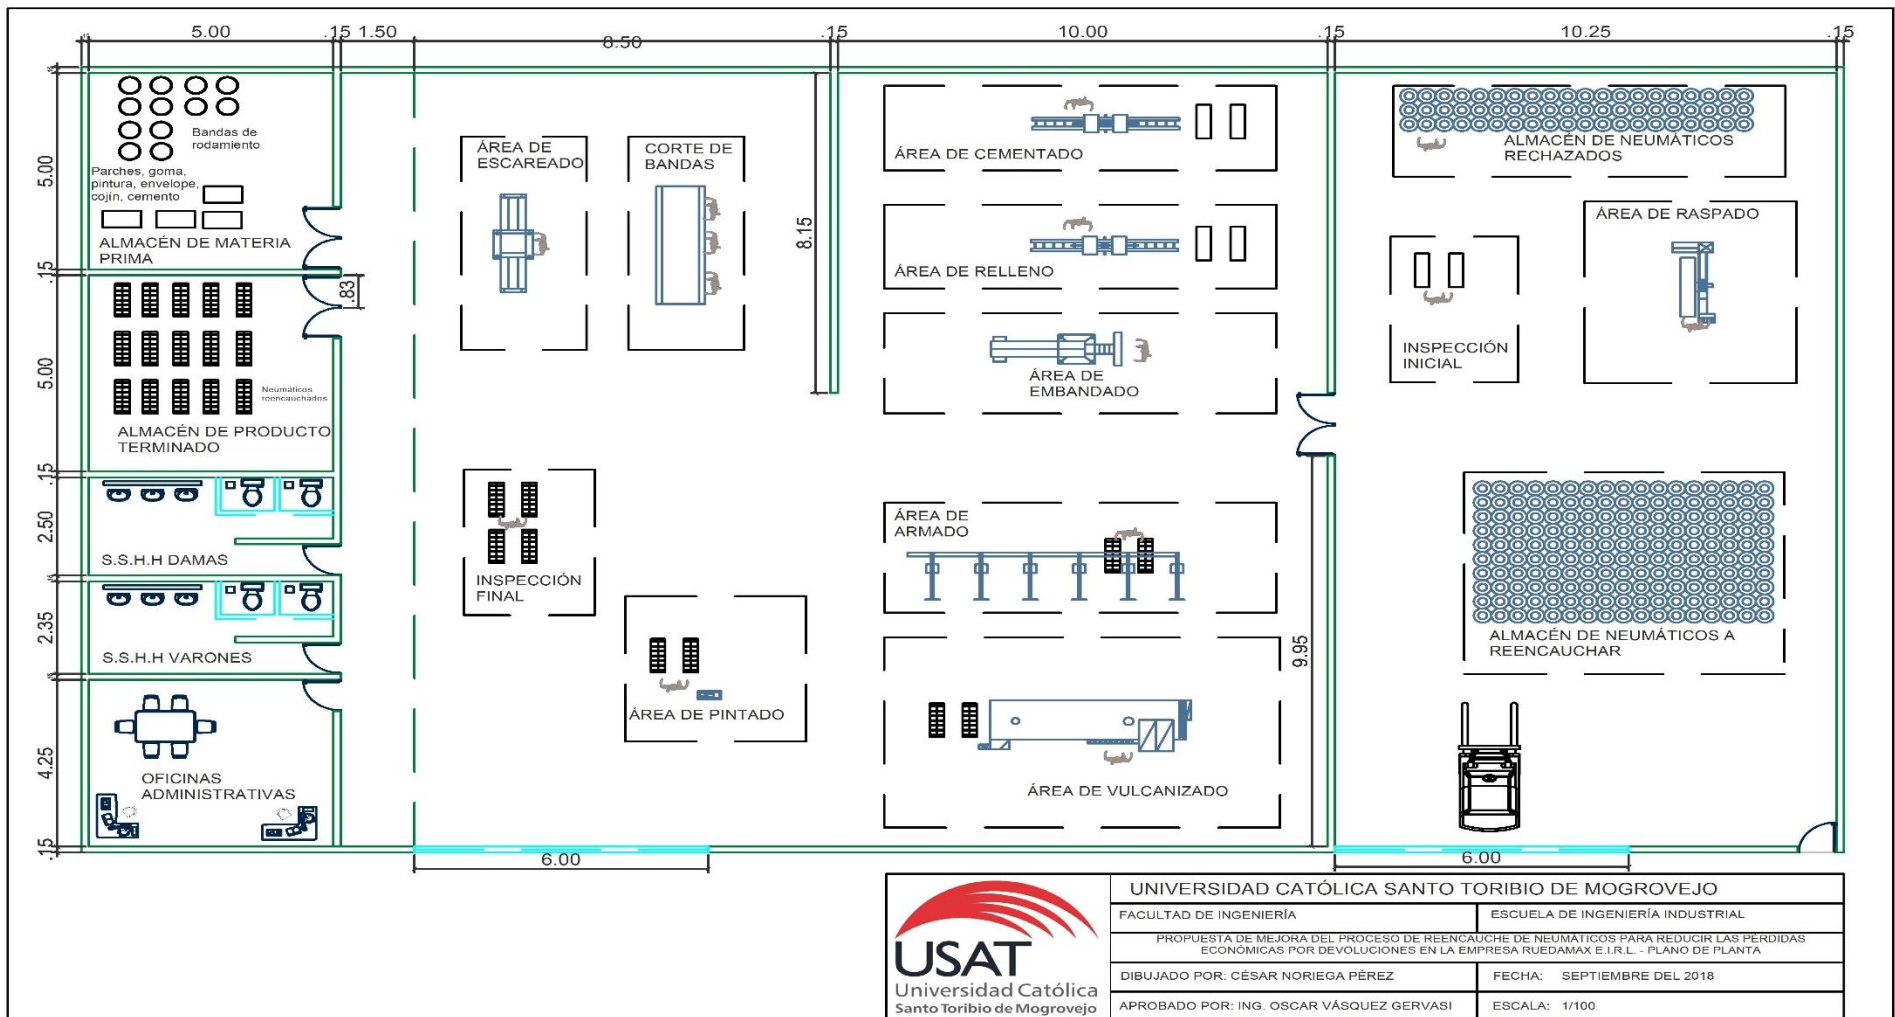 5.00
.15
1.50
8.50
.15
10.00
.15
10.25
.15
5.00
.15
5.00
.15
2.50
2.35
4.25
.15
Bandas de
rodamiento
Parches, goma,
pintura, envelope,
cojín, cemento
ALMACÉN DE MATERIA
PRIMA
.83
Neumáticos
reencauchados
ALMACÉN DE PRODUCTO
TERMINADO
S.S.H.H DAMAS
S.S.H.H VARONES
OFICINAS
ADMINISTRATIVAS
ÁREA DE
ESCAREADO
CORTE DE
BANDAS
8.15
INSPECCIÓN
FINAL
ÁREA DE PINTADO
6.00
ÁREA DE CEMENTADO
ÁREA DE RELLENO
ÁREA DE
EMBANDADO
ÁREA DE
ARMADO
ÁREA DE VULCANIZADO
9.95
ALMACÉN DE NEUMÁTICOS
RECHAZADOS
ÁREA DE RASPADO
INSPECCIÓN
INICIAL
ALMACÉN DE NEUMÁTICOS A
REENCAUCHAR
6.00
USAT
Universidad Católica
Santo Toribio de Mogrovejo
UNIVERSIDAD CATÓLICA SANTO TORIBIO DE MOGROVEJO
FACULTAD DE INGENIERÍA
ESCUELA DE INGENIERÍA INDUSTRIAL
PROPUESTA DE MEJORA DEL PROCESO DE REENCAUCHE DE NEUMÁTICOS PARA REDUCIR LAS PÉRDIDAS
ECONÓMICAS POR DEVOLUCIONES EN LA EMPRESA RUEDAMAX E.I.R.L. - PLANO DE PLANTA
DIBUJADO POR: CÉSAR NORIEGA PÉREZ
FECHA: SEPTIEMBRE DEL 2018
APROBADO POR: ING. OSCAR VÁSQUEZ GERVASI
ESCALA: 1/100